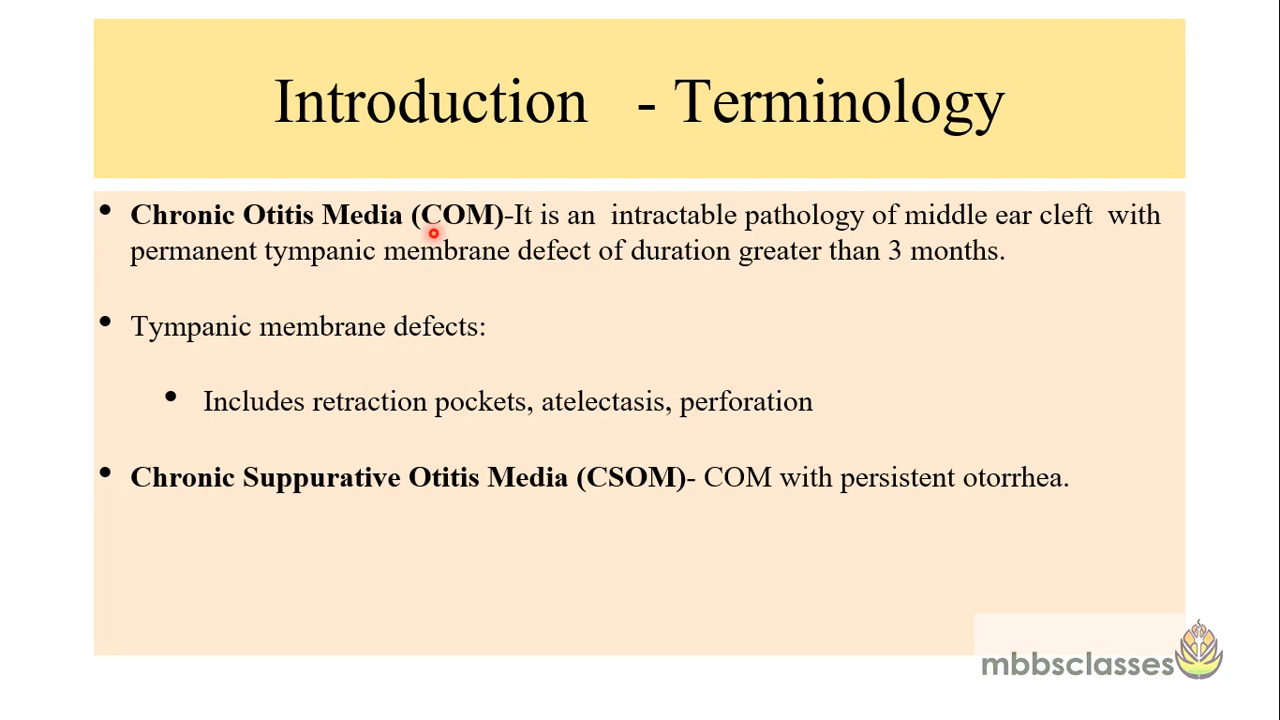 Introduction - Terminology
• Chronic Otitis Media (COM)-It is an intractable pathology of middle ear cleft with
permanent tympanic membrane defect of duration greater than 3 months.
• Tympanic membrane defects:
• Includes retraction pockets, atelectasis, perforation
• Chronic Suppurative Otitis Media (CSOM)- COM with persistent otorrhea.
mbbsclasses